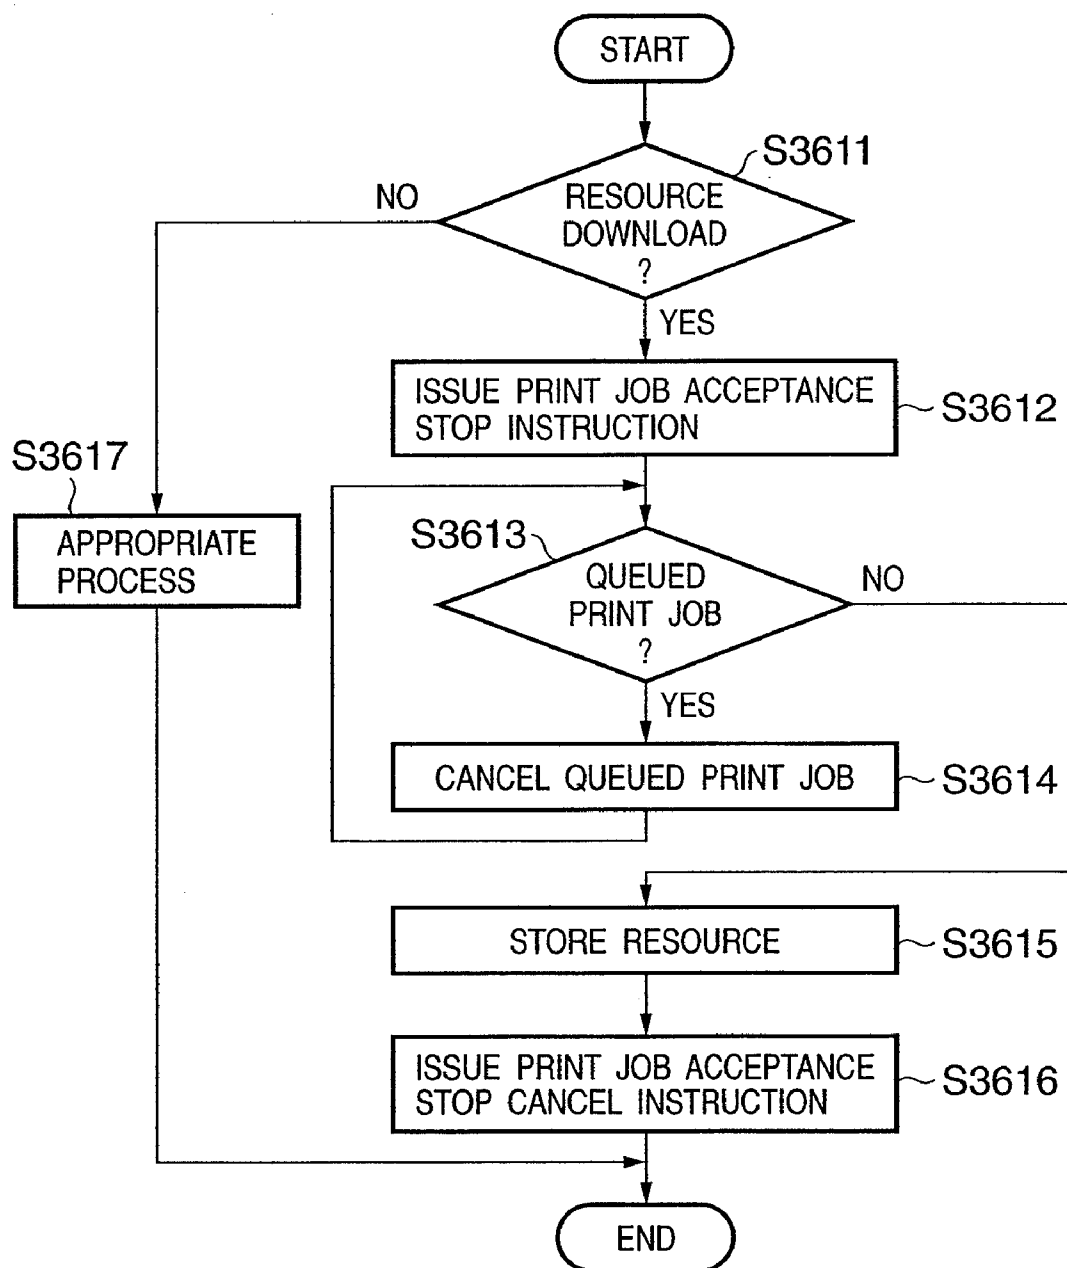 START
S3611
NO
RESOURCE
DOWNLOAD
?
YES
ISSUE PRINT JOB ACCEPTANCE
STOP INSTRUCTION
S3612
S3617
APPROPRIATE
PROCESS
S3613
QUEUED
PRINT JOB
?
NO
YES
CANCEL QUEUED PRINT JOB
S3614
STORE RESOURCE
S3615
ISSUE PRINT JOB ACCEPTANCE
STOP CANCEL INSTRUCTION
S3616
END